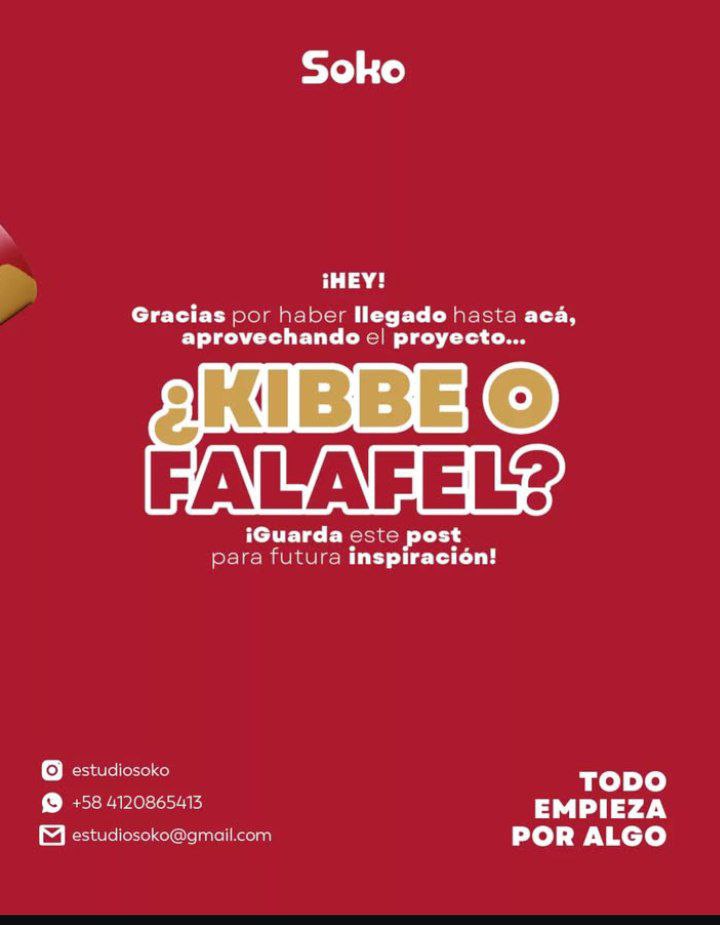 Soko
¡HEY!
Gracias por haber llegado hasta acá,
aprovechando el proyecto...
¿KIBBE O
FALAFEL?
¡Guarda este post
para futura inspiración!
estudiosoko
+58 4120865413
estudiosoko@gmail.com
TODO
EMPIEZA
POR ALGO